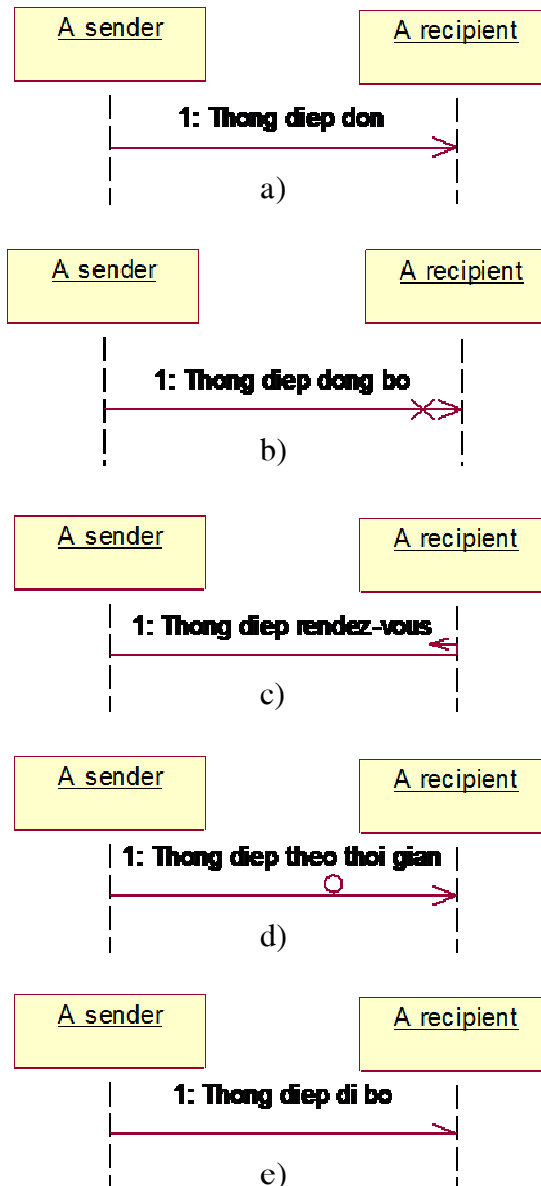 A sender
A recipient
1: Thong diep don
a)
A sender
A recipient
1: Thong diep dong bo
b)
A sender
A recipient
1: Thong diep rendez-vous
c)
A sender
A recipient
1: Thong diep theo thoi gian
d)
A sender
A recipient
1: Thong diep di bo
e)